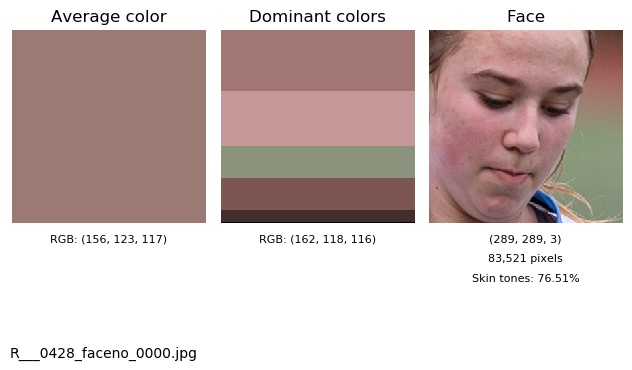 Average color
Dominant colors
Face
RGB: (156, 123, 117)
RGB: (162, 118, 116)
(289, 289, 3)
83,521 pixels
Skin tones: 76.51%
R___0428_faceno_0000.jpg